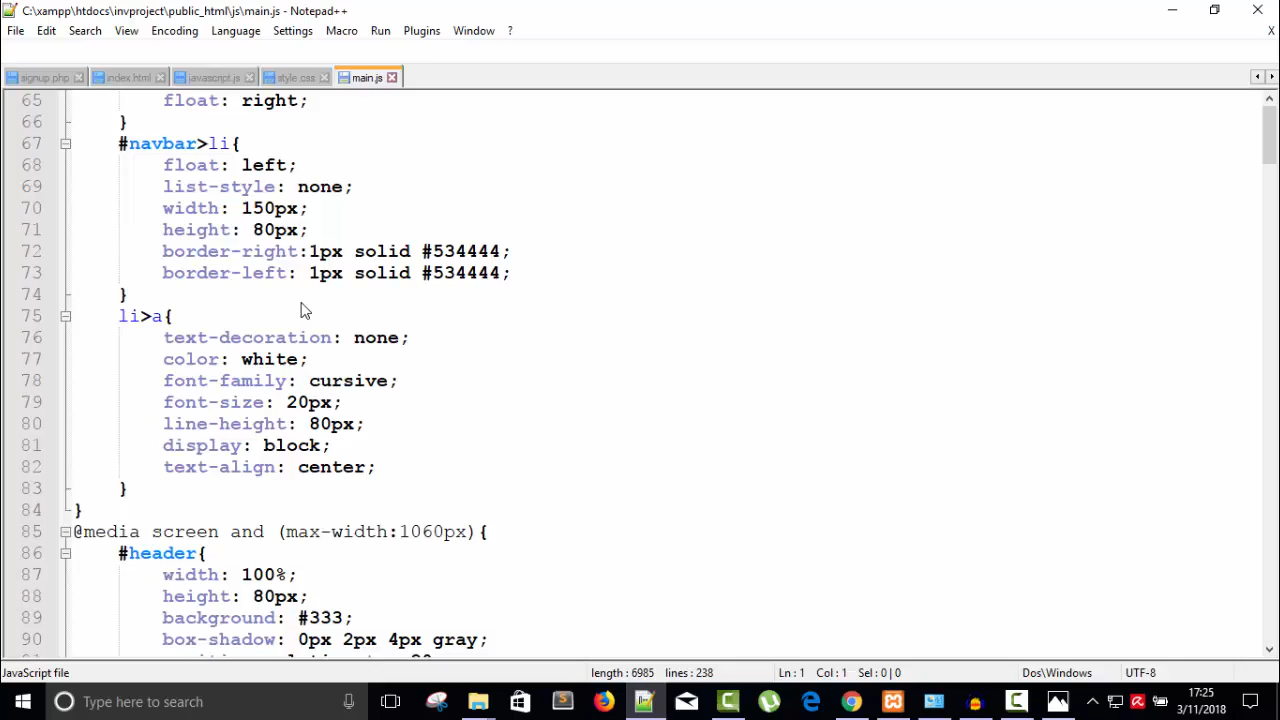 C:\xampp\htdocs\invproject\public_html\js\main.js - Notepad++
File Edit Search View Encoding Language Settings Macro Run Plugins Window ? X
signup.php index.html javascript.js style.css main.js
65 float: right;
66 }
67 #navbar>li{
68 float: left;
69 list-style: none;
70 width: 150px;
71 height: 80px;
72 border-right:1px solid #534444;
73 border-left: 1px solid #534444;
74 }
75 li>a{
76 text-decoration: none;
77 color: white;
78 font-family: cursive;
79 font-size: 20px;
80 line-height: 80px;
81 display: block;
82 text-align: center;
83 }
84 }
85 @media screen and (max-width:1060px){
86 #header{
87 width: 100%;
88 height: 80px;
89 background: #333;
90 box-shadow: 0px 2px 4px gray;
JavaScript file length : 6985 lines : 238 Ln : 1 Col : 1 Sel : 0 | 0 Dos\Windows UTF-8
Type here to search 17:25
3/11/2018